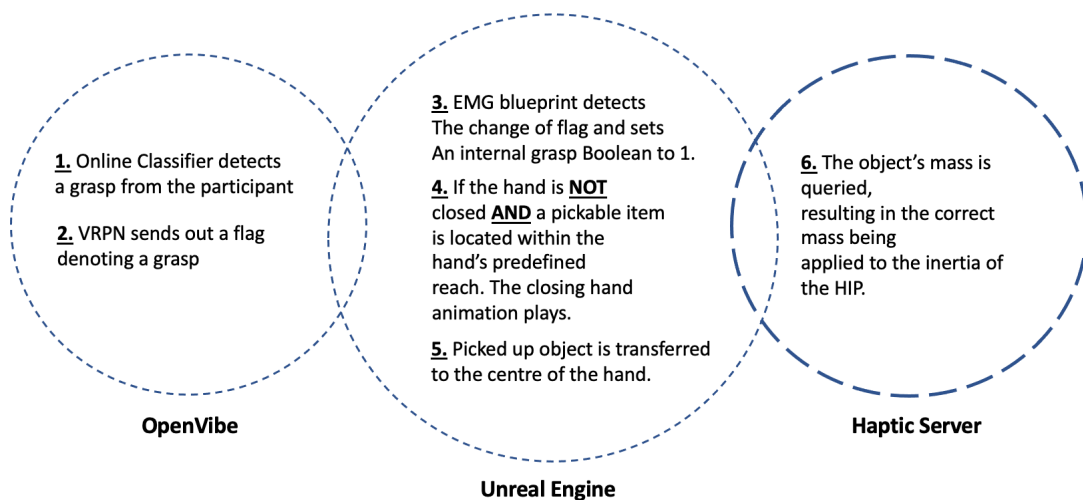 1. Online Classifier detects
a grasp from the participant
2. VRPN sends out a flag
denoting a grasp
OpenVibe
3. EMG blueprint detects
The change of flag and sets
An internal grasp Boolean to 1.
4. If the hand is NOT
closed AND a pickable item
is located within the
hand's predefined
reach. The closing hand
animation plays.
5. Picked up object is transferred
to the centre of the hand.
Unreal Engine
6. The object's mass is
queried,
resulting in the correct
mass being
applied to the inertia of
the HIP.
Haptic Server